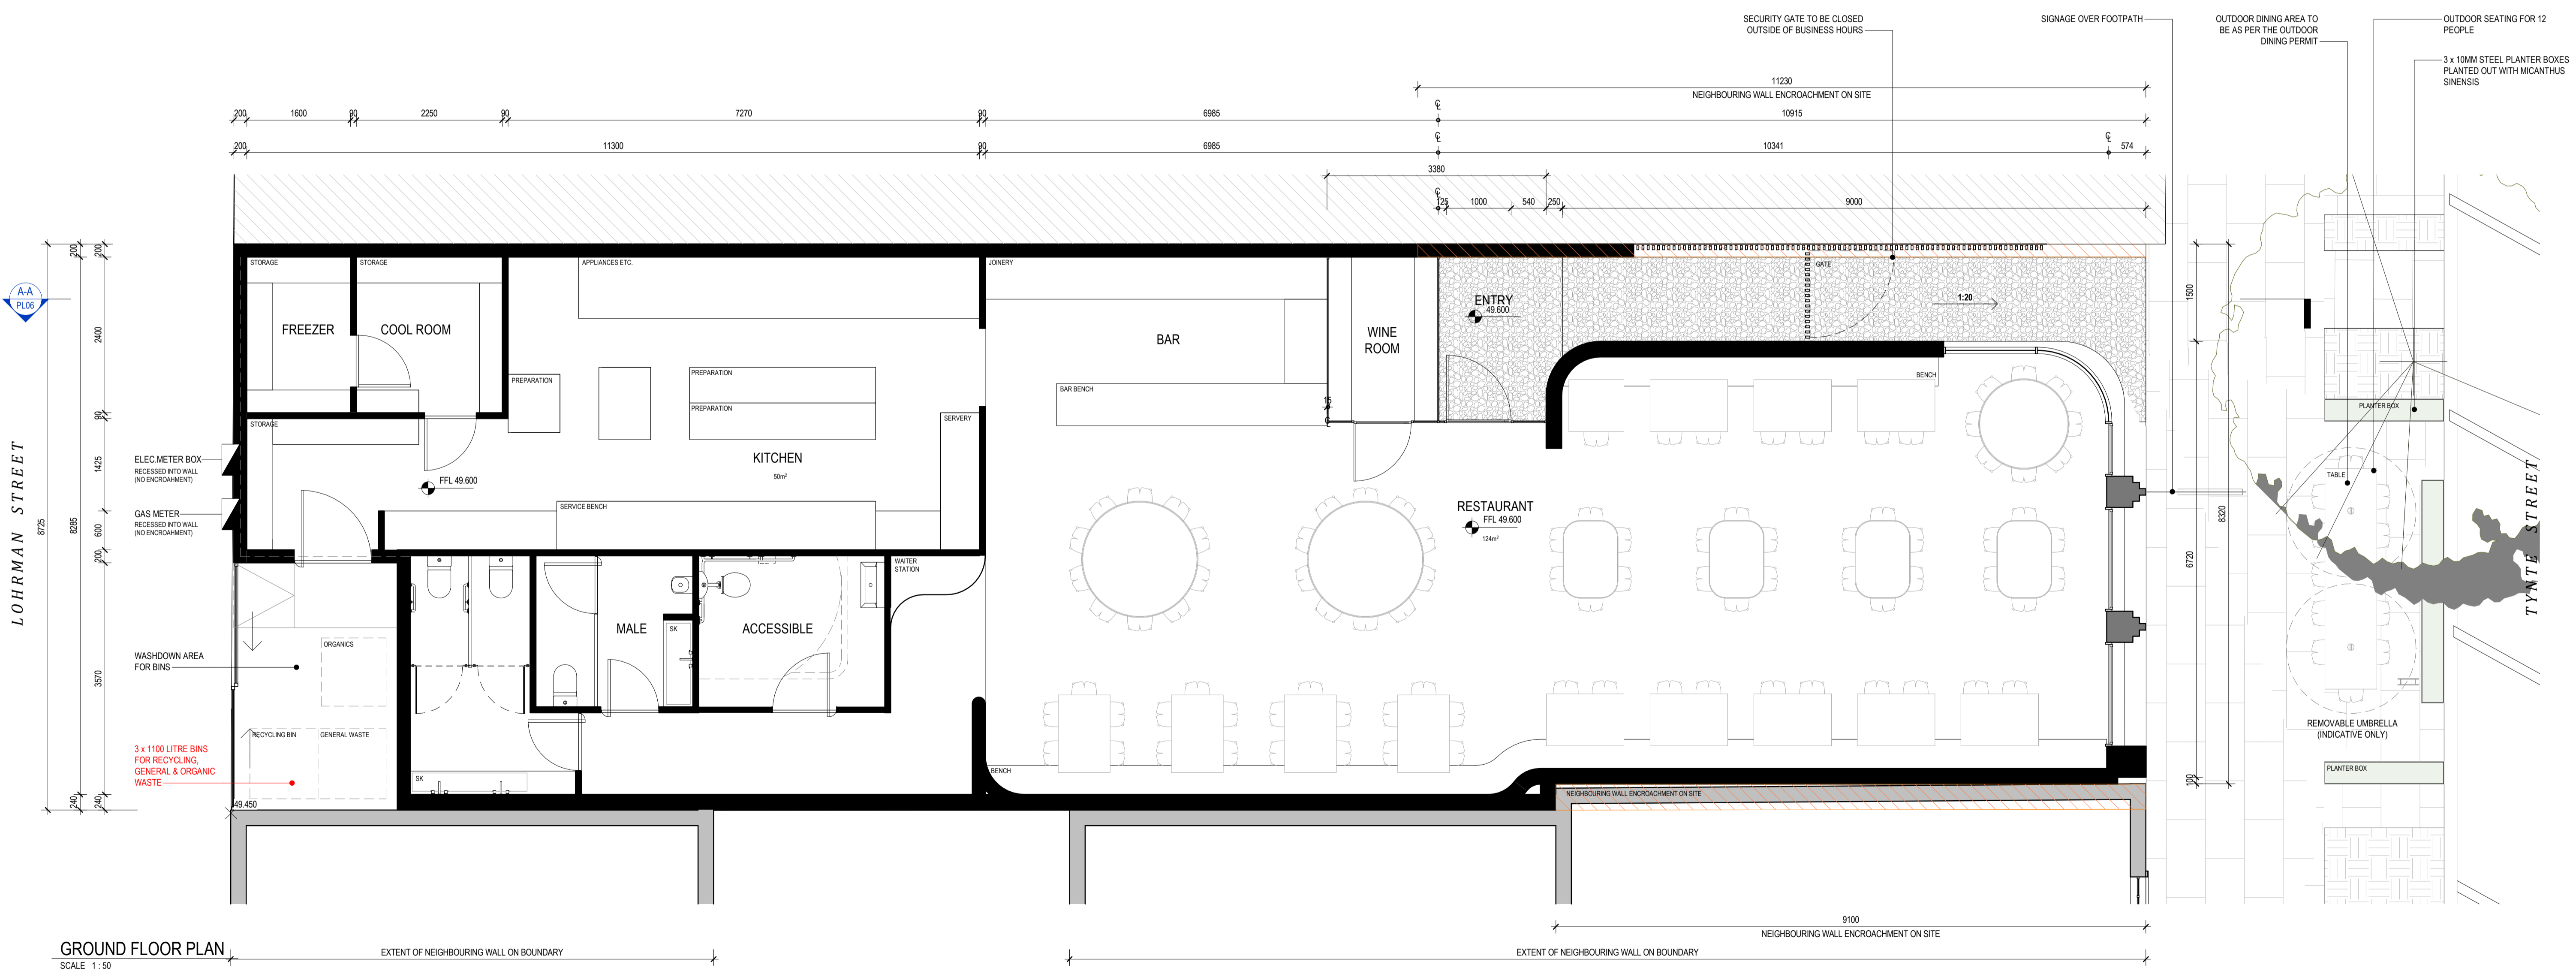 SECURITY GATE TO BE CLOSED
OUTSIDE OF BUSINESS HOURS
SIGNAGE OVER FOOTPATH
OUTDOOR DINING AREA TO
BE AS PER THE OUTDOOR
DINING PERMIT
OUTDOOR SEATING FOR 12
PEOPLE
3 x 10MM STEEL PLANTER BOXES
PLANTED OUT WITH MICANTHUS
SINENSIS
11230
NEIGHBOURING WALL ENCROACHMENT ON SITE
200 1600 90 2250 90 7270 90 6985 10915
200 11300 90 6985 10341 574
3380
125 1000 540 250 9000
LOHRMAN STREET
A-A
PL06
8725
200
8285
240
200
2400
90
1425
600
200
3570
240
STORAGE
STORAGE
APPLIANCES ETC.
JOINERY
FREEZER
COOL ROOM
PREPARATION
PREPARATION
PREPARATION
SERVERY
STORAGE
KITCHEN
50m²
FFL 49.600
SERVICE BENCH
BAR
BAR BENCH
WINE
ROOM
15
ENTRY
49.600
GATE
1:20
BENCH
RESTAURANT
FFL 49.600
124m²
ELEC.METER BOX
RECESSED INTO WALL
(NO ENCROAHMENT)
GAS METER
RECESSED INTO WALL
(NO ENCROAHMENT)
WAITER
STATION
MALE
SK
ACCESSIBLE
WASHDOWN AREA
FOR BINS
ORGANICS
RECYCLING BIN
GENERAL WASTE
3 x 1100 LITRE BINS
FOR RECYCLING,
GENERAL & ORGANIC
WASTE
49.450
SK
BENCH
NEIGHBOURING WALL ENCROACHMENT ON SITE
1500
6720
100
8320
PLANTER BOX
TABLE
TYNTE STREET
REMOVABLE UMBRELLA
(INDICATIVE ONLY)
PLANTER BOX
9100
NEIGHBOURING WALL ENCROACHMENT ON SITE
GROUND FLOOR PLAN
SCALE 1 : 50
EXTENT OF NEIGHBOURING WALL ON BOUNDARY
EXTENT OF NEIGHBOURING WALL ON BOUNDARY